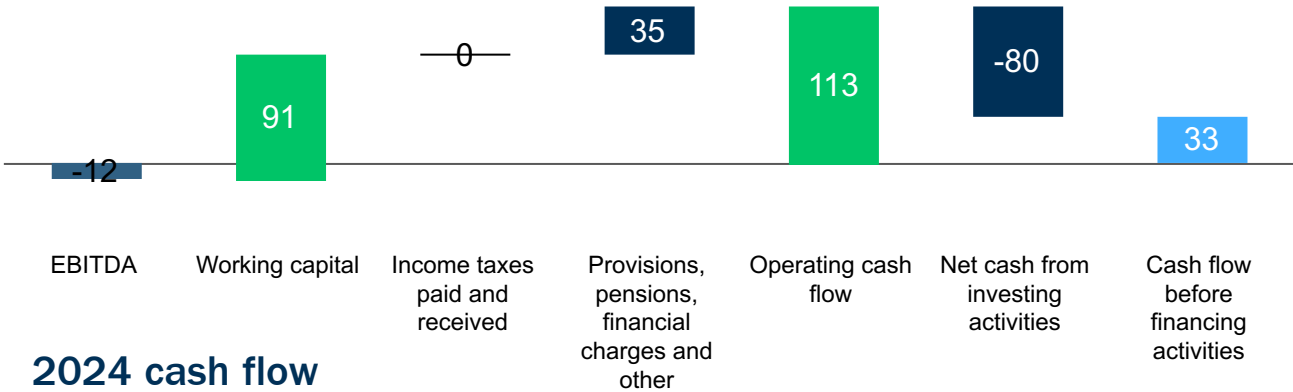 35
-80
0
113
91
33
-12
EBITDA
Working capital
Income taxes
paid and
received
Provisions,
pensions,
financial
charges and
other
Operating cash
flow
Net cash from
investing
activities
Cash flow
before
financing
activities
2024 cash flow